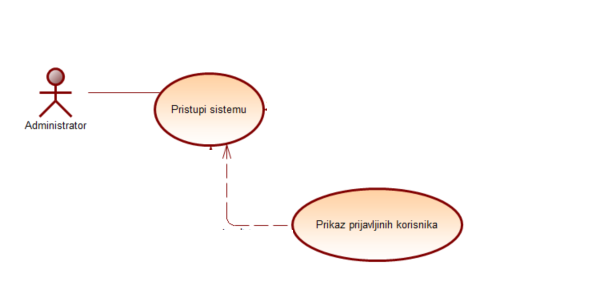 Pristupi sistemu
Administrator
Prikaz prijavljinih korisnika